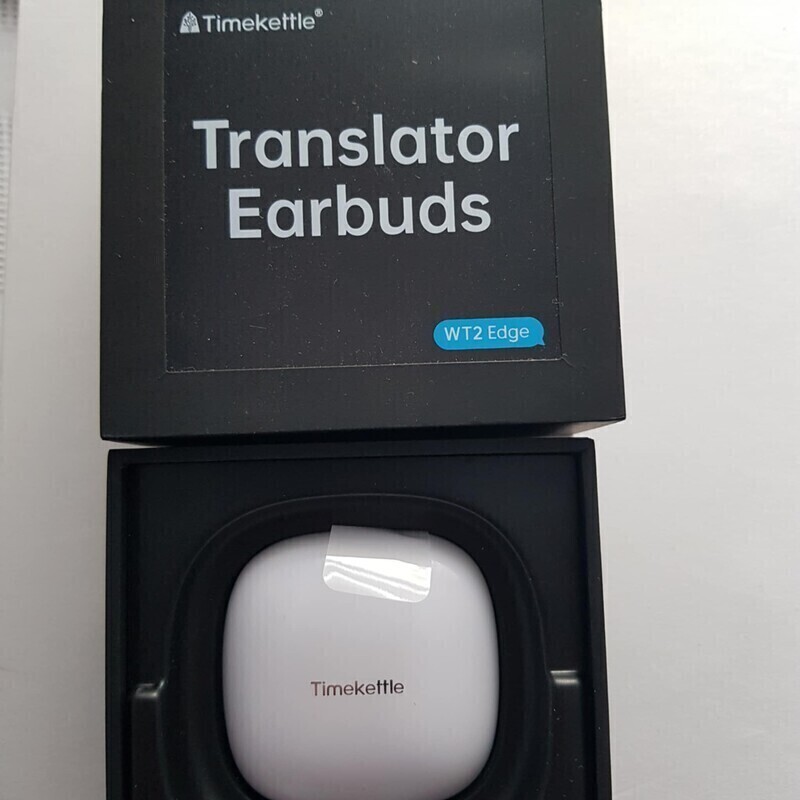 Timekettle®
Translator
Earbuds
WT2 Edge
Timekettle